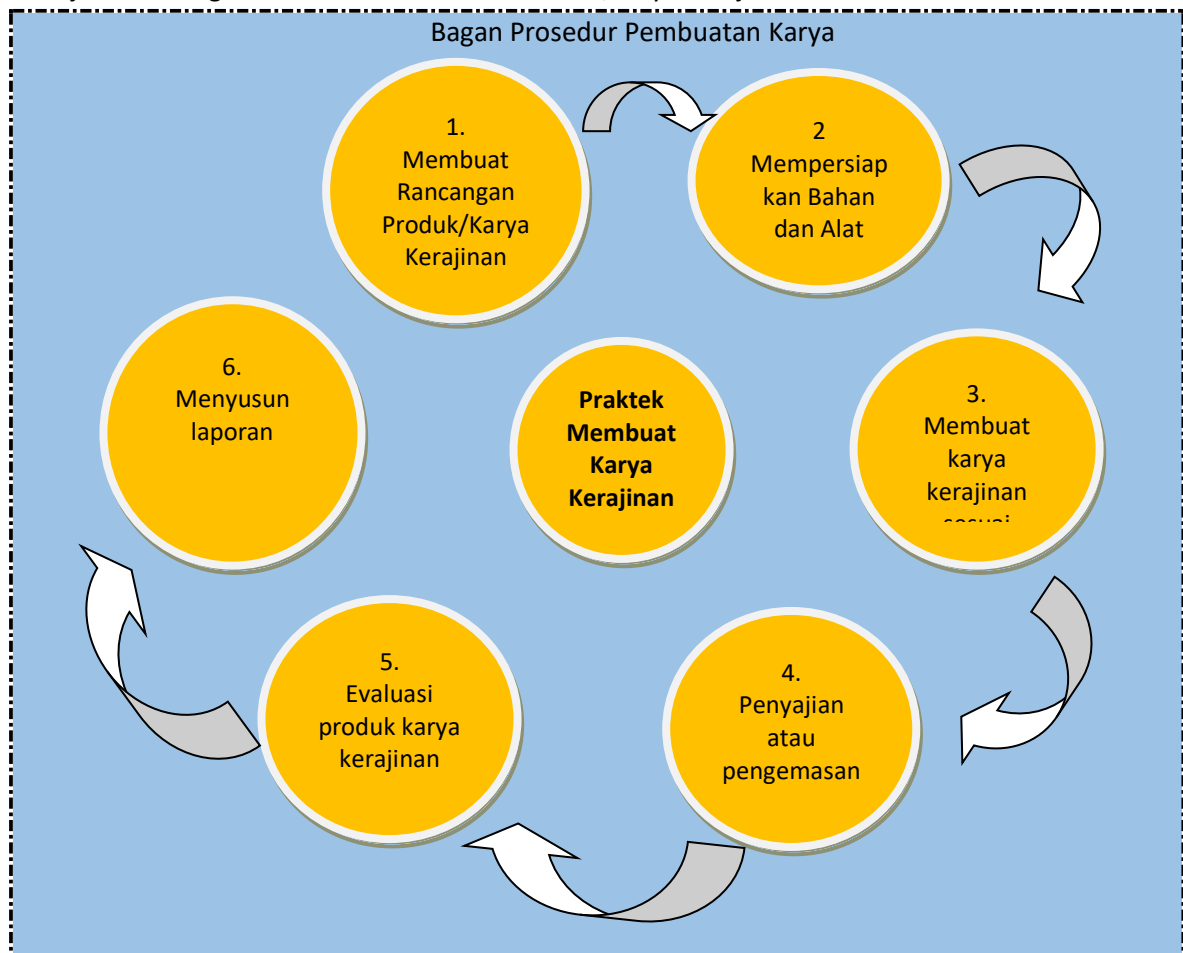 Bagan Prosedur Pembuatan Karya
1.
Membuat
Rancangan
Produk/Karya
Kerajinan
2
Mempersiap
kan Bahan
dan Alat
3.
Membuat
karya
kerajinan
sesuai
4.
Penyajian
atau
pengemasan
5.
Evaluasi
produk karya
kerajinan
6.
Menyusun
laporan
Praktek
Membuat
Karya
Kerajinan